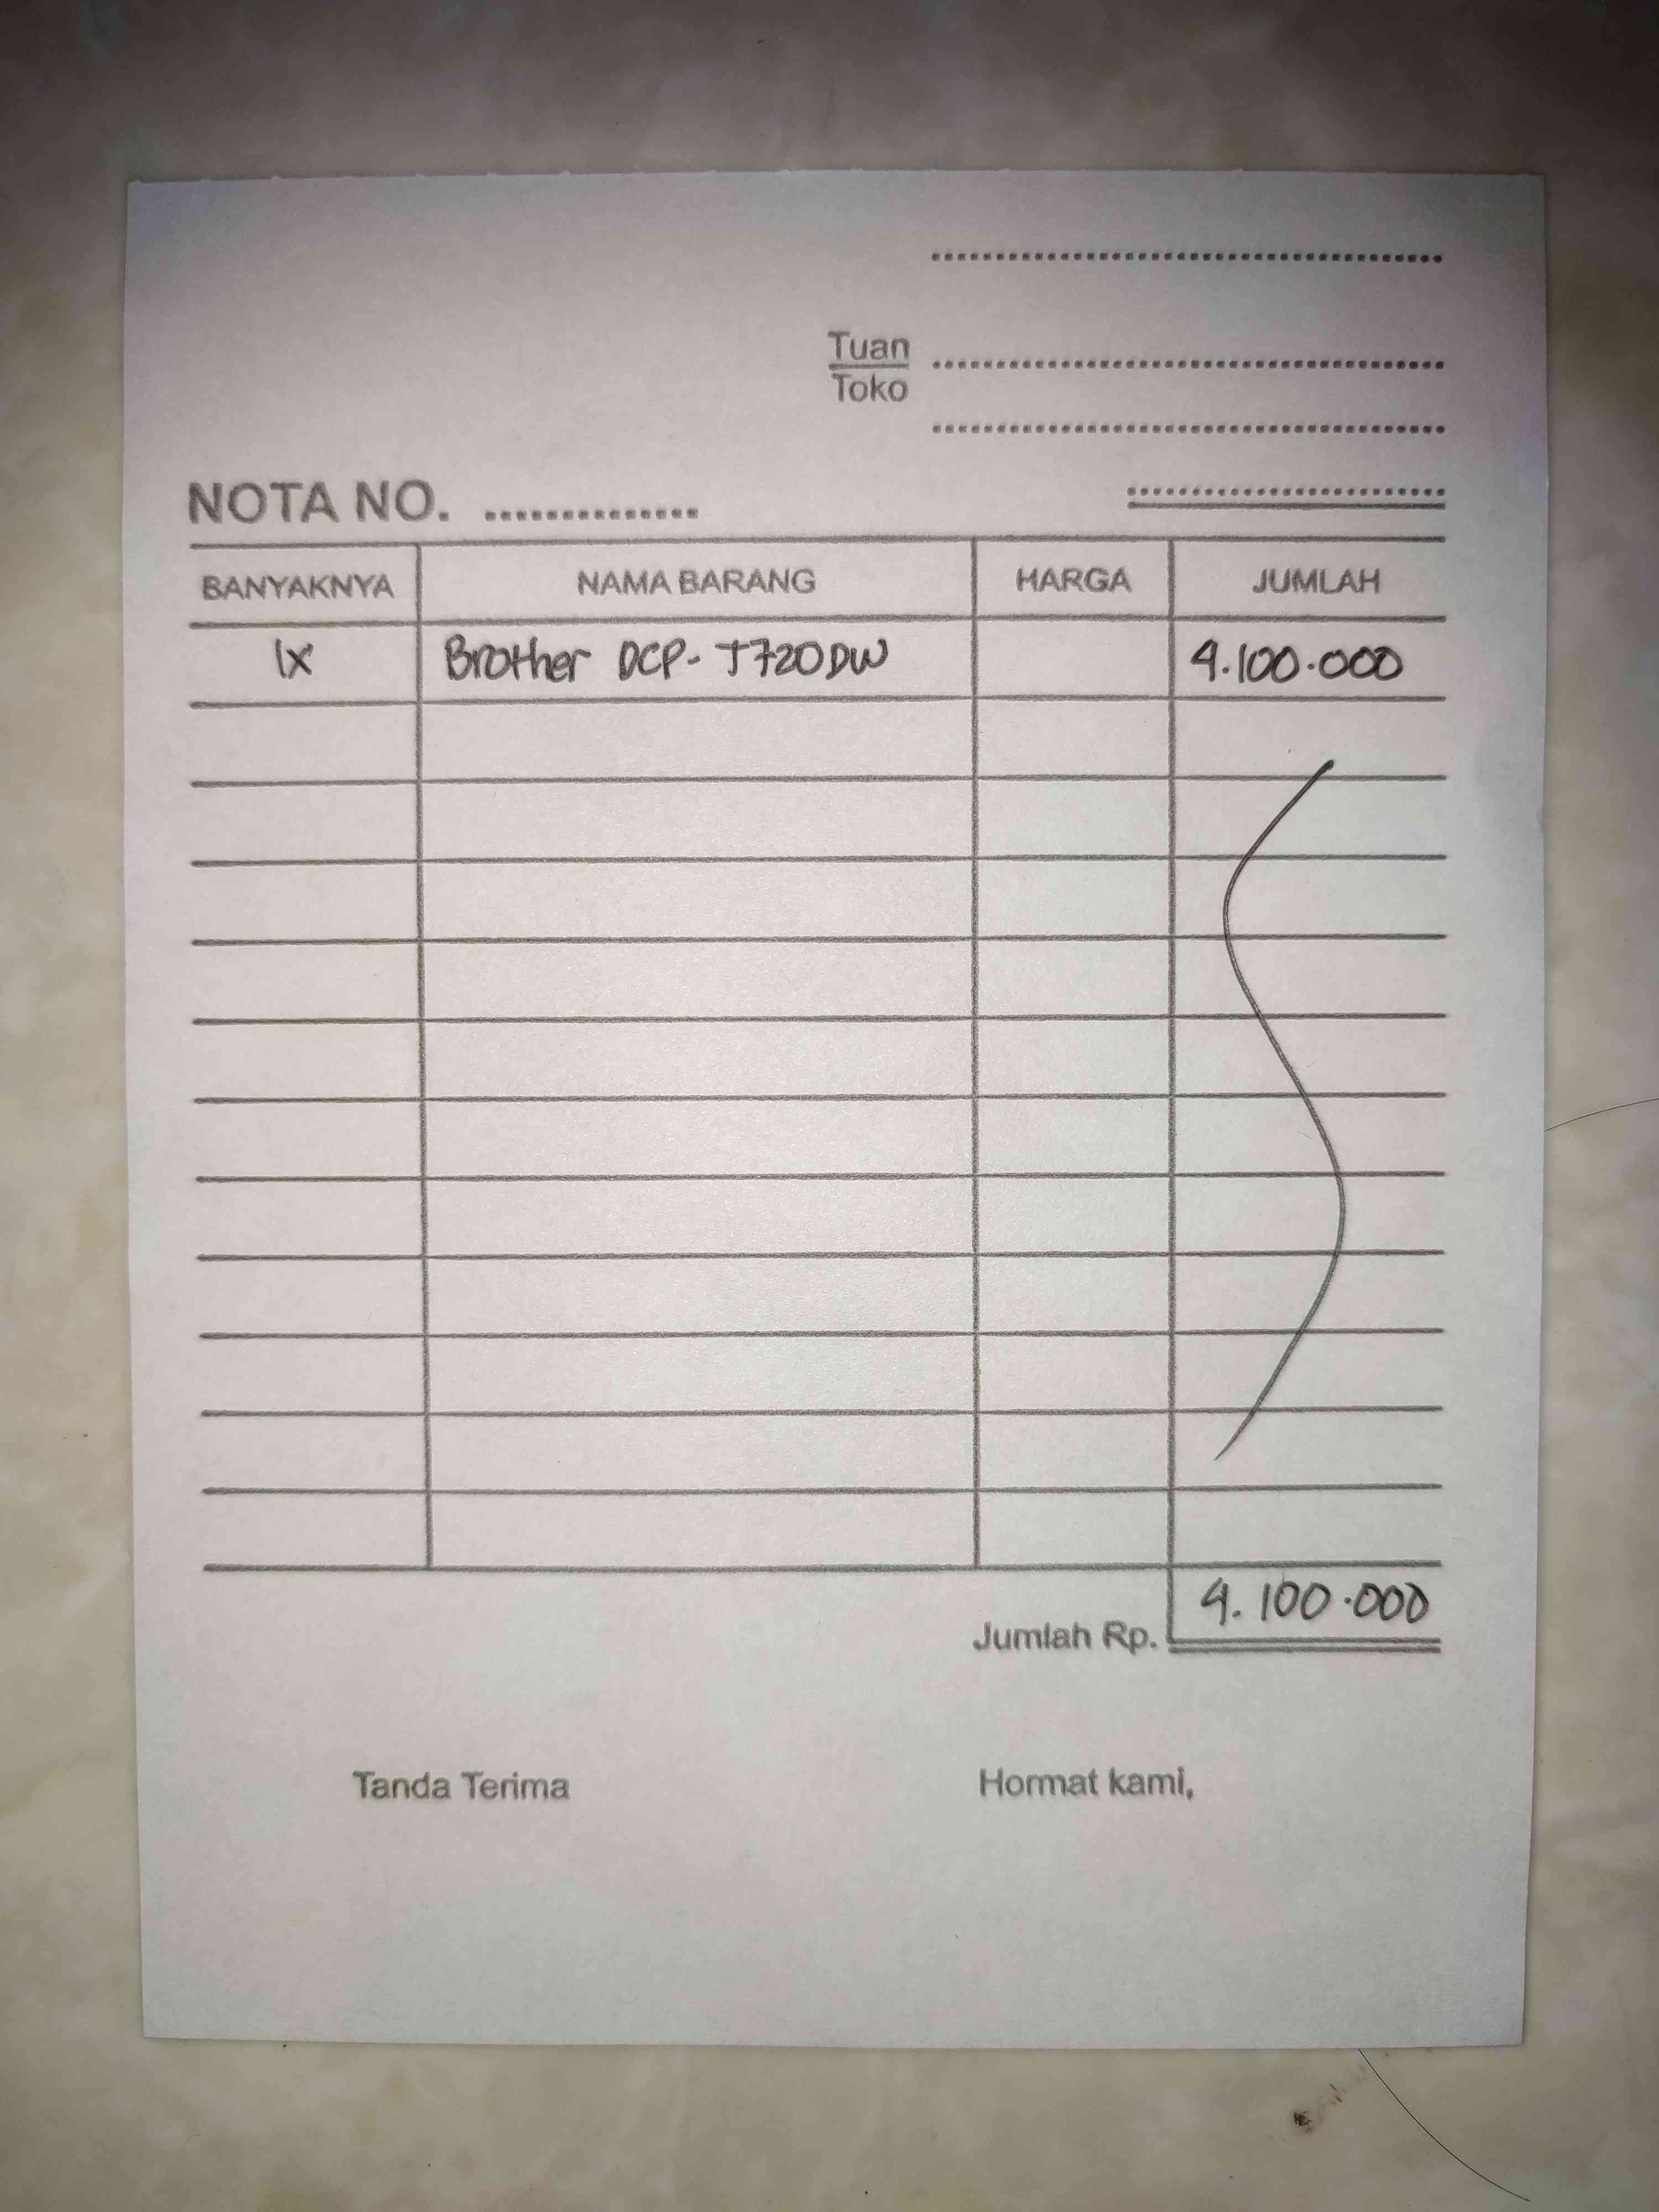 Tuan
Toko
NOTA NO. ..............
BANYAKNYA NAMA BARANG HARGA JUMLAH
1x Brother DCP-T720DW 4.100.000
Jumlah Rp. 4.100.000
Tanda Terima Hormat kami,